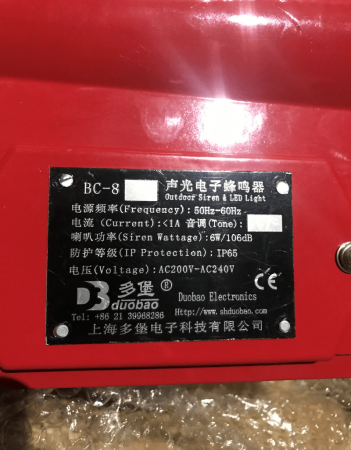 BC-8 声光电子蜂鸣器
Outdoor Siren & LED Light
电源频率(Frequency): 50Hz-60Hz
电流 (Current):<1A 音调(Tone):
喇叭功率(Siren Wattage):6W/106dB
防护等级(IP Protection): IP65
电压(Voltage):AC200V-AC240V
DB 多堡® duobao
CE
Duobao Electronics
Tel: +86 21 39968286 Http://www.shduobao.com
上海多堡电子科技有限公司